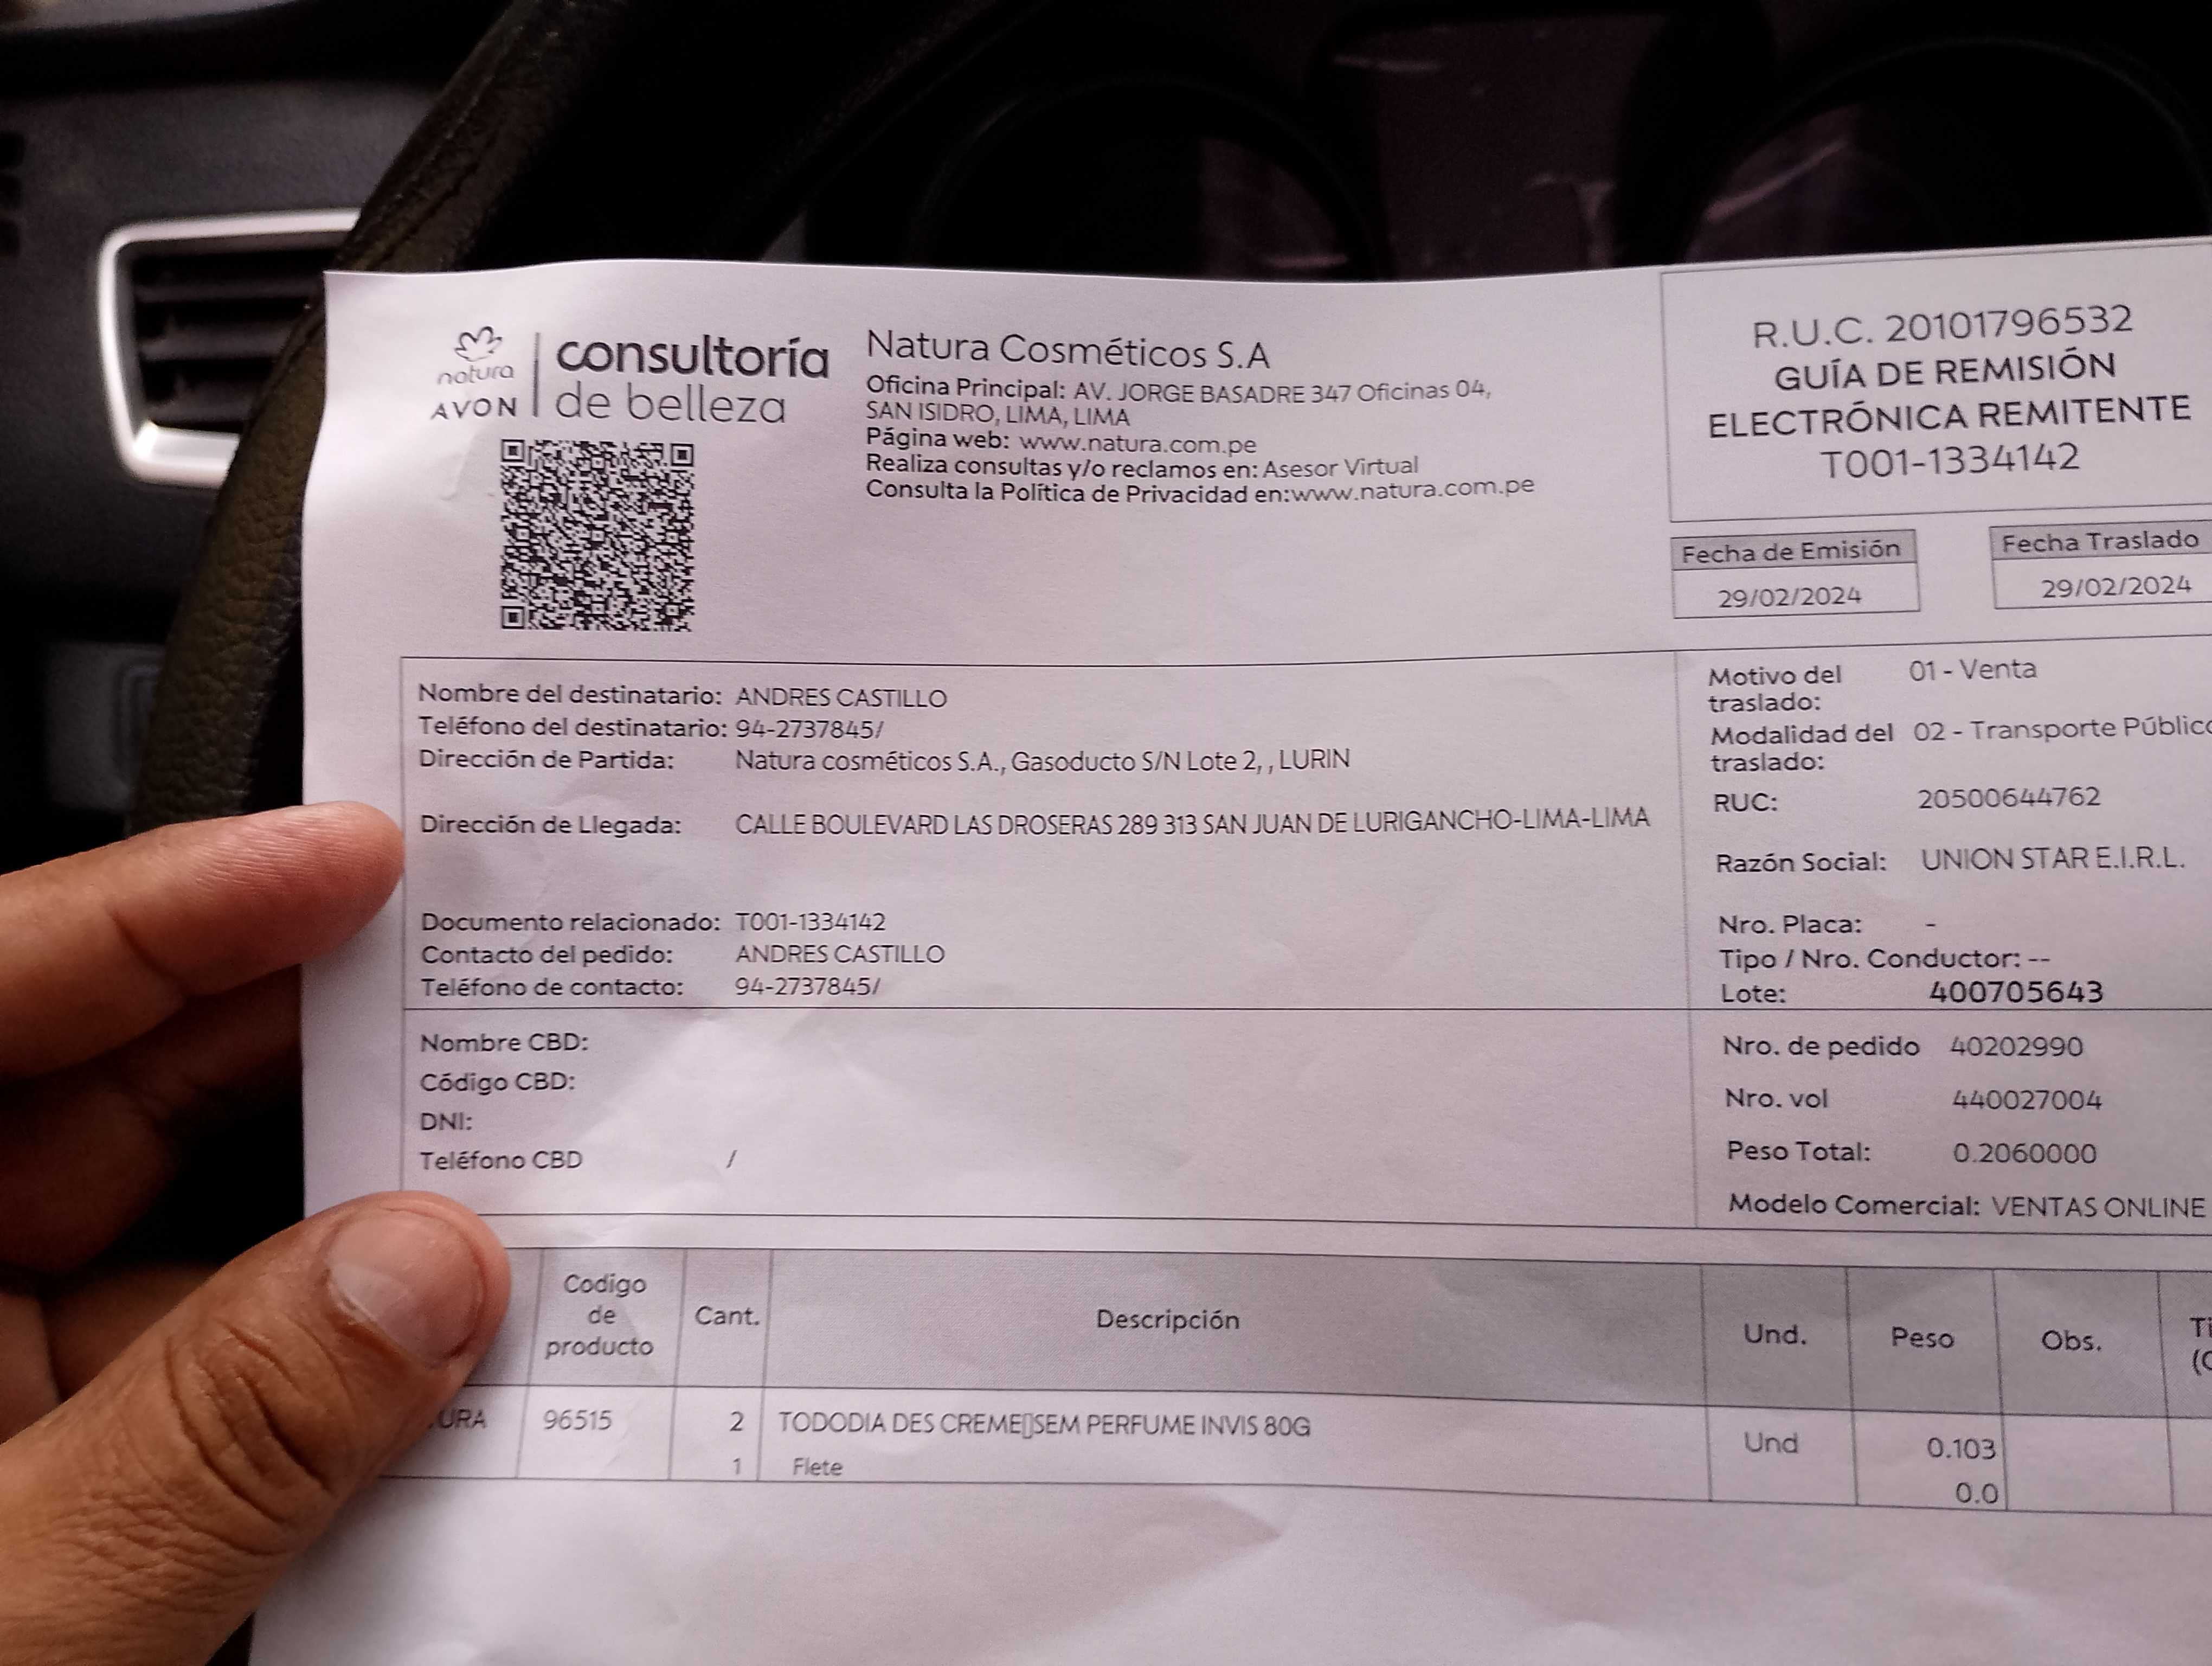 natura
AVON
consultoría
de belleza
Natura Cosméticos S.A
Oficina Principal: AV. JORGE BASADRE 347 Oficinas 04,
SAN ISIDRO, LIMA, LIMA
Página web: www.natura.com.pe
Realiza consultas y/o reclamos en: Asesor Virtual
Consulta la Política de Privacidad en:www.natura.com.pe
R.U.C. 20101796532
GUÍA DE REMISIÓN
ELECTRÓNICA REMITENTE
T001-1334142
Fecha de Emisión
29/02/2024
Fecha Traslado
29/02/2024
Nombre del destinatario: ANDRES CASTILLO
Teléfono del destinatario: 94-2737845/
Dirección de Partida: Natura cosméticos S.A., Gasoducto S/N Lote 2, , LURIN
Dirección de Llegada: CALLE BOULEVARD LAS DROSERAS 289 313 SAN JUAN DE LURIGANCHO-LIMA-LIMA
Documento relacionado: T001-1334142
Contacto del pedido: ANDRES CASTILLO
Teléfono de contacto: 94-2737845/
Motivo del 01 - Venta
traslado:
Modalidad del 02 - Transporte Público
traslado:
RUC: 20500644762
Razón Social: UNION STAR E.I.R.L.
Nro. Placa: -
Tipo / Nro. Conductor: --
Lote: 400705643
Nombre CBD:
Código CBD:
DNI:
Teléfono CBD /
Nro. de pedido 40202990
Nro. vol 440027004
Peso Total: 0.2060000
Modelo Comercial: VENTAS ONLINE
Codigo
de
producto
Cant.
Descripción
Und.
Peso
Obs.
URA 96515 2 TODODIA DES CREME▯SEM PERFUME INVIS 80G Und 0.103
1 Flete 0.0